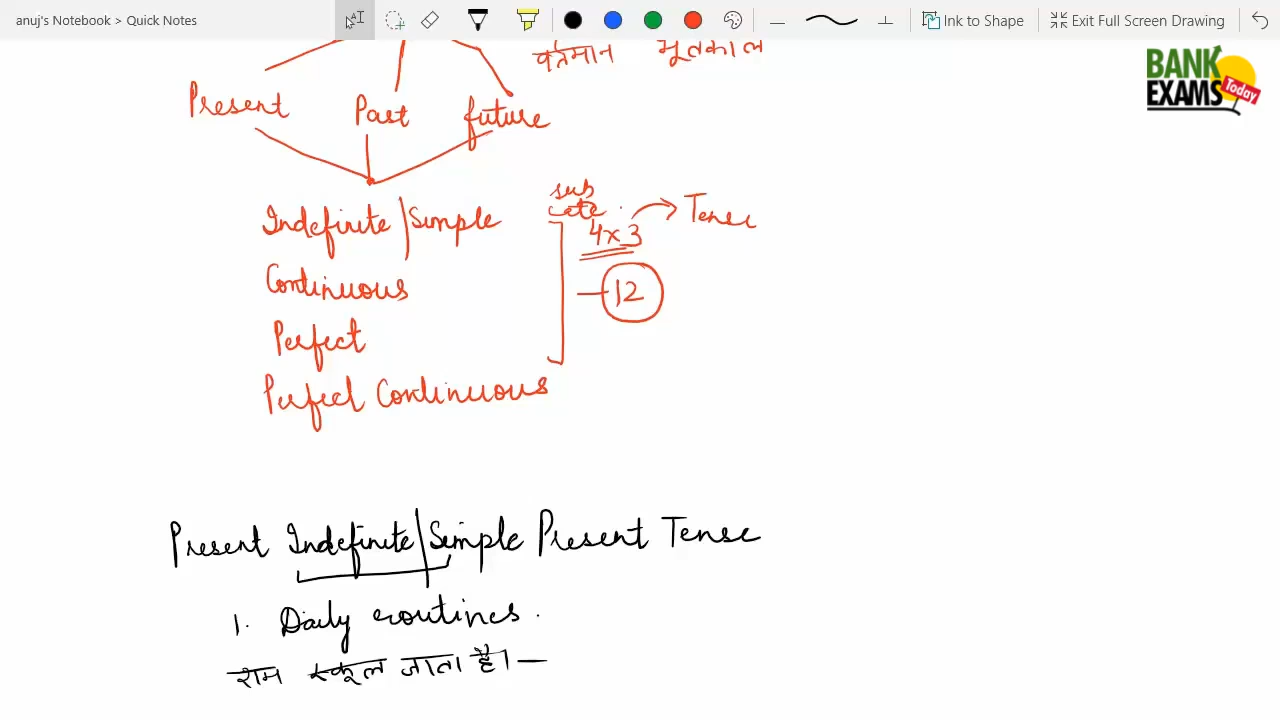 anuj's Notebook > Quick Notes
Ink to Shape
Exit Full Screen Drawing
वर्तमान भूतकाल
BANK EXAMS Today
Present Past future
sub
cate.
Indefinite | Simple
4 x 3 → Tense
Continuous
— 12
Perfect
Perfect Continuous
Present Indefinite | Simple Present Tense
1. Daily routines.
राम स्कूल जाता है। —